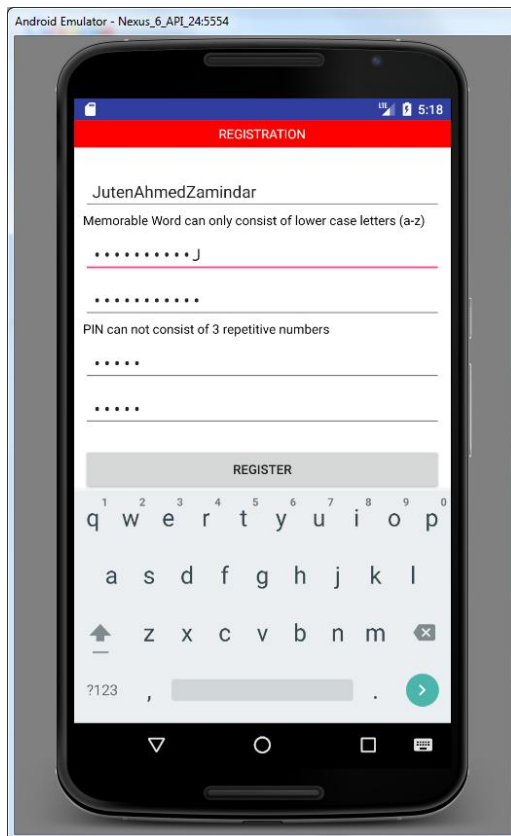 Android Emulator - Nexus_6_API_24:5554
LTE 5:18
REGISTRATION
JutenAhmedZamindar
Memorable Word can only consist of lower case letters (a-z)
••••••••••J
•••••••••••
PIN can not consist of 3 repetitive numbers
•••••
•••••
REGISTER
1 2 3 4 5 6 7 8 9 0
q w e r t y u i o p
a s d f g h j k l
z x c v b n m
?123 , .